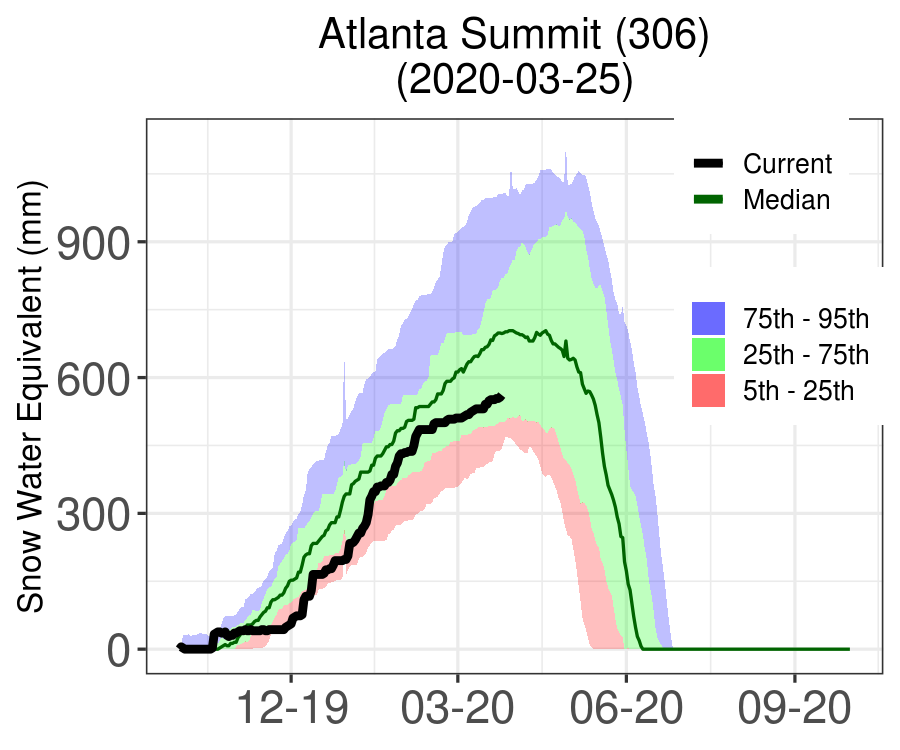 Atlanta Summit (306)
(2020-03-25)
Snow Water Equivalent (mm)
900
600
300
0
12-19
03-20
06-20
09-20
Current
Median
75th - 95th
25th - 75th
5th - 25th